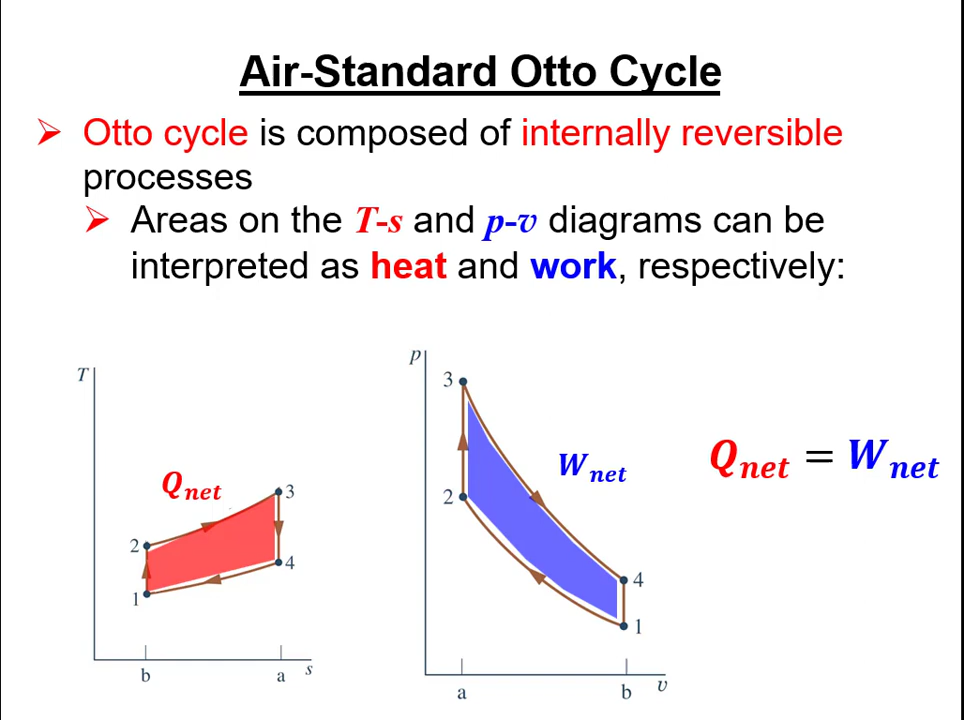 Air-Standard Otto Cycle
➢ Otto cycle is composed of internally reversible
processes
➢ Areas on the T-s and p-v diagrams can be
interpreted as heat and work, respectively:
T
Q_net
3
2
4
1
b
a
s
p
3
W_net
2
4
1
a
b
v
Q_net = W_net